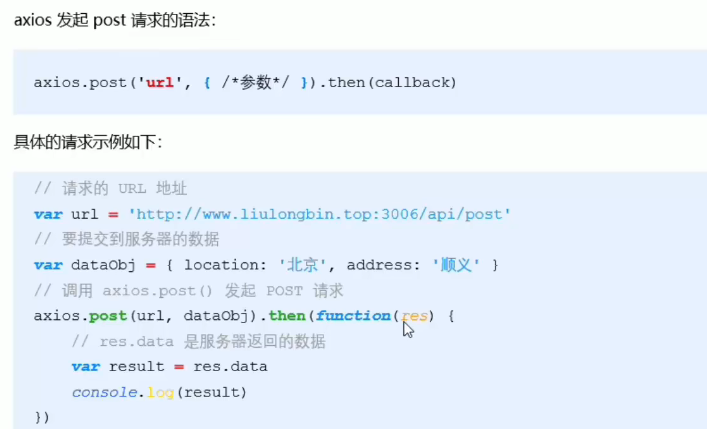 axios 发起 post 请求的语法：
axios.post('url', { /*参数*/ }).then(callback)
具体的请求示例如下：
// 请求的 URL 地址
var url = 'http://www.liulongbin.top:3006/api/post'
// 要提交到服务器的数据
var dataObj = { location: '北京', address: '顺义' }
// 调用 axios.post() 发起 POST 请求
axios.post(url, dataObj).then(function(res) {
// res.data 是服务器返回的数据
var result = res.data
console.log(result)
})